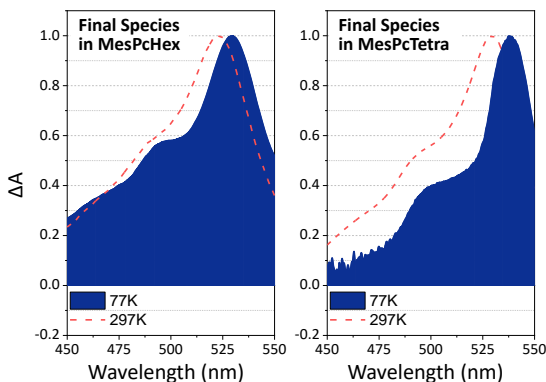 Final Species
in MesPcHex
Final Species
in MesPcTetra
ΔA
1.0
0.8
0.6
0.4
0.2
0.0
-0.2
1.0
0.8
0.6
0.4
0.2
0.0
-0.2
77K
297K
77K
297K
450 475 500 525 550
450 475 500 525 550
Wavelength (nm)
Wavelength (nm)